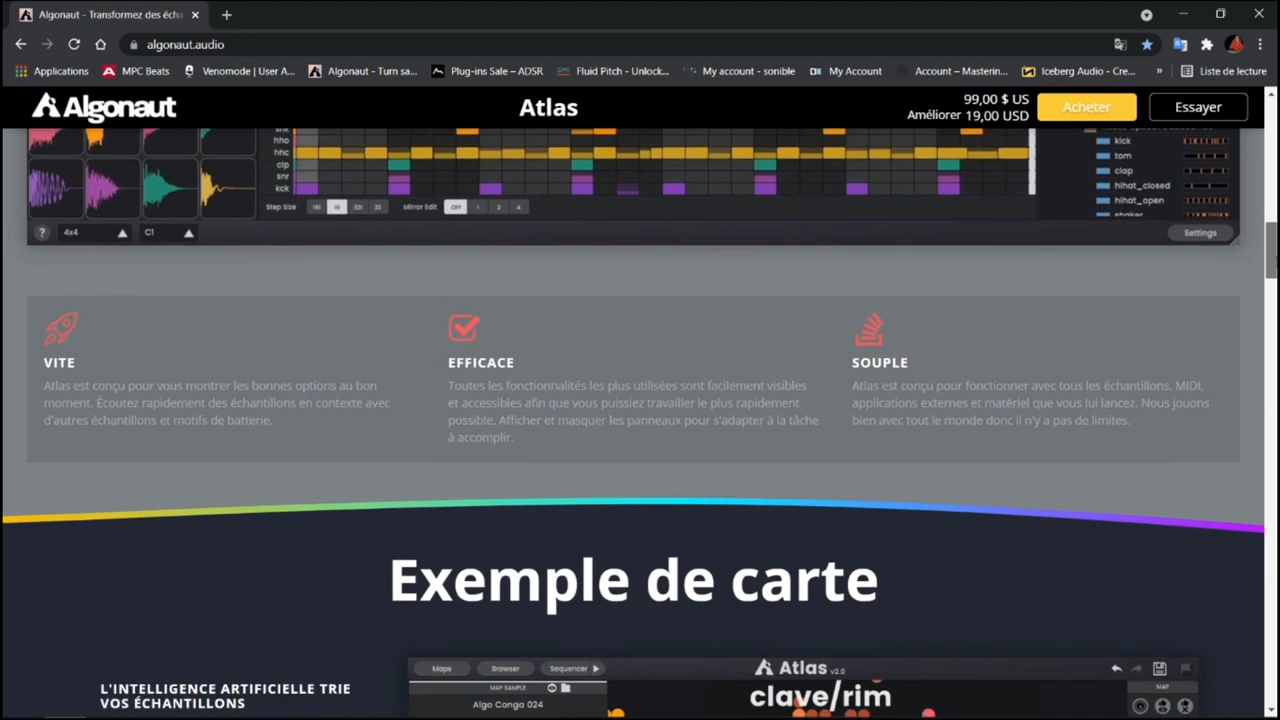 Algonaut - Transformez des écha
algonaut.audio
Applications
MPC Beats
Venomode | User A...
Algonaut - Turn sa...
Plug-ins Sale – ADSR
Fluid Pitch - Unlock...
My account - sonible
My Account
Account – Masterin...
Iceberg Audio - Cre...
»
Liste de lecture
Algonaut
Atlas
99,00 $ US
Améliorer 19,00 USD
Acheter
Essayer
hho
hhc
clp
snr
kck
kick
tom
clap
hihat_closed
hihat_open
shaker
Step Size
16
32
Mirror Edit
OFF
1
2
4
?
4x4
C1
Settings
VITE
Atlas est conçu pour vous montrer les bonnes options au bon
moment. Écoutez rapidement des échantillons en contexte avec
d'autres échantillons et motifs de batterie.
EFFICACE
Toutes les fonctionnalités les plus utilisées sont facilement visibles
et accessibles afin que vous puissiez travailler le plus rapidement
possible. Afficher et masquer les panneaux pour s'adapter à la tâche
à accomplir.
SOUPLE
Atlas est conçu pour fonctionner avec tous les échantillons, MIDI,
applications externes et matériel que vous lui lancez. Nous jouons
bien avec tout le monde donc il n'y a pas de limites.
Exemple de carte
L'INTELLIGENCE ARTIFICIELLE TRIE
VOS ÉCHANTILLONS
Maps
Browser
Sequencer
Atlas v2.0
MAP SAMPLE
Algo Conga 024
clave/rim
MAP